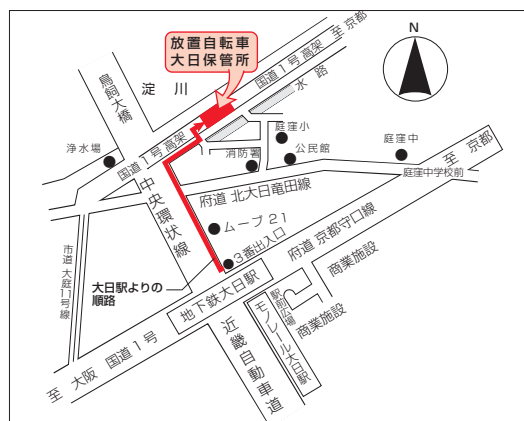 放置自転車
大日保管所
至 京都
国道1号 高架
水路
N
鳥飼大橋
淀川
浄水場
国道1号 高架
庭窪小
公民館
消防署
庭窪中
至 京都
庭窪中学校前
府道 北大日竜田線
中央環状線
ムーブ21
3番出入口
市道 大庭11号線
大日駅よりの
順路
府道 京都守口線
商業施設
地下鉄大日駅
駅前広場
商業施設
モノレール大日駅
至 大阪 国道1号
近畿自動車道